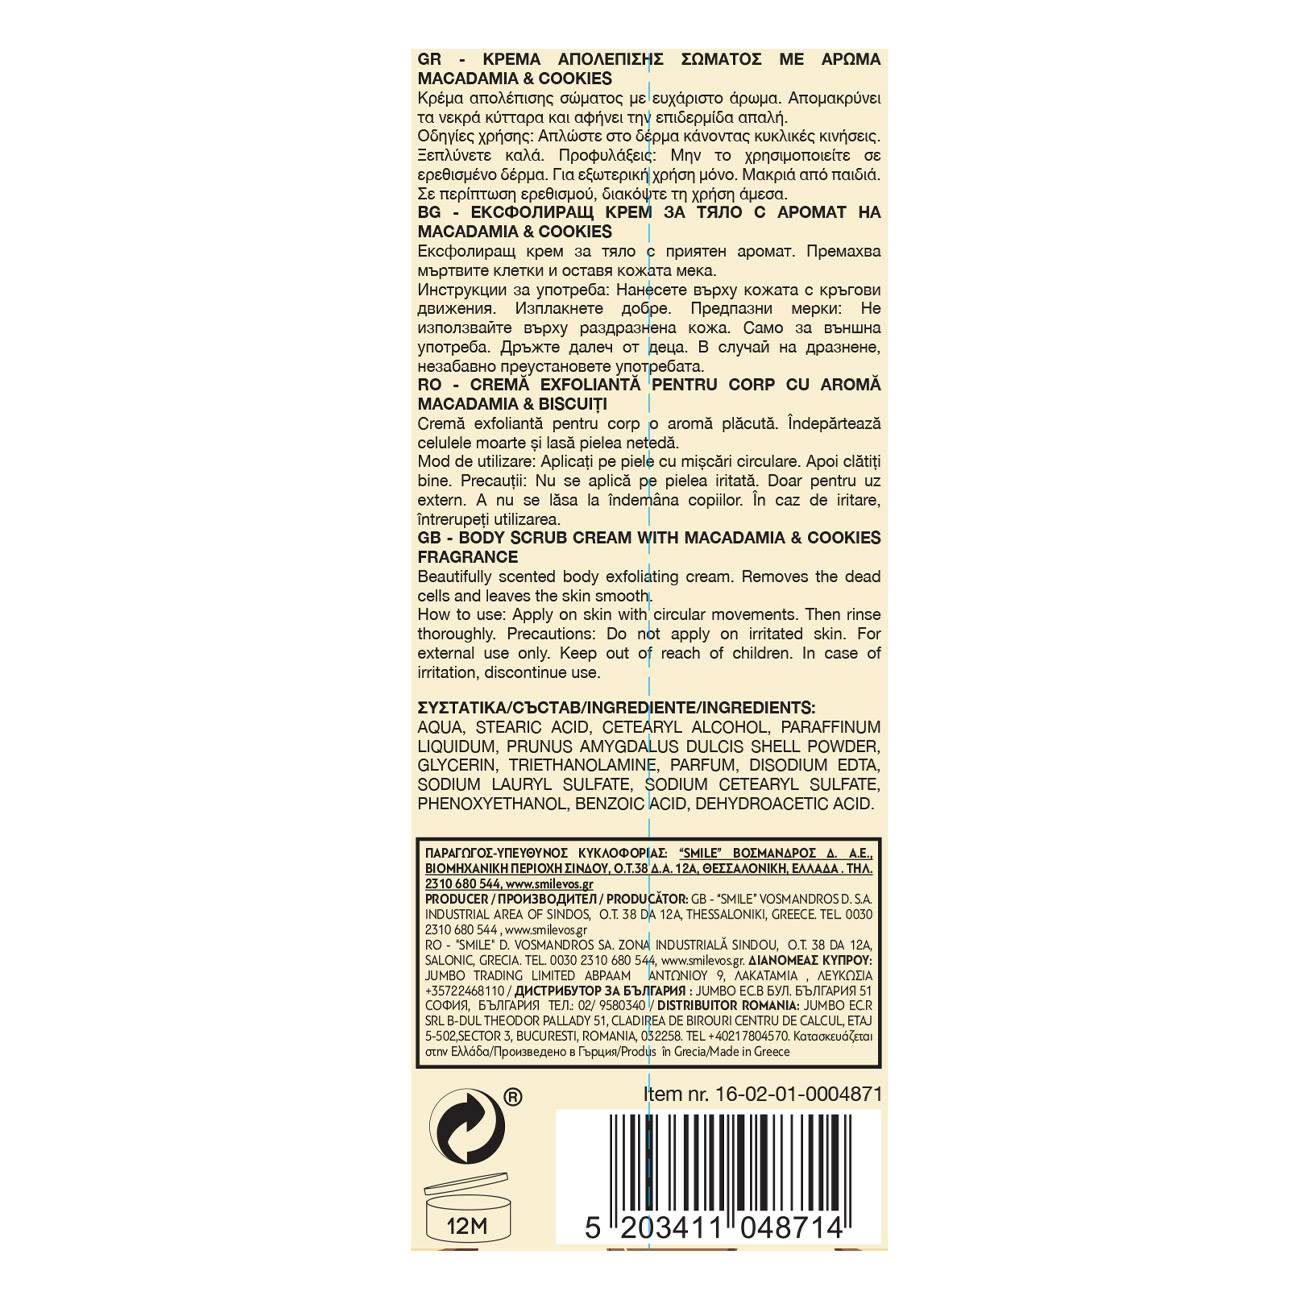 GR - ΚΡΕΜΑ ΑΠΟΛΕΠΙΣΗΣ ΣΩΜΑΤΟΣ ΜΕ ΑΡΩΜΑ
MACADAMIA & COOKIES
Κρέμα απολέπισης σώματος με ευχάριστο άρωμα. Απομακρύνει
τα νεκρά κύτταρα και αφήνει την επιδερμίδα απαλή.
Οδηγίες χρήσης: Απλώστε στο δέρμα κάνοντας κυκλικές κινήσεις.
Ξεπλύνετε καλά. Προφυλάξεις: Μην το χρησιμοποιείτε σε
ερεθισμένο δέρμα. Για εξωτερική χρήση μόνο. Μακριά από παιδιά.
Σε περίπτωση ερεθισμού, διακόψτε τη χρήση άμεσα.
BG - ЕКСФОЛИРАЩ КРЕМ ЗА ТЯЛО С АРОМАТ НА
MACADAMIA & COOKIES
Ексфолиращ крем за тяло с приятен аромат. Премахва
мъртвите клетки и оставя кожата мека.
Инструкции за употреба: Нанесете върху кожата с кръгови
движения. Изплакнете добре. Предпазни мерки: Не
използвайте върху раздразнена кожа. Само за външна
употреба. Дръжте далеч от деца. В случай на дразнене,
незабавно преустановете употребата.
RO - CREMĂ EXFOLIANTĂ PENTRU CORP CU AROMĂ
MACADAMIA & BISCUIȚI
Cremă exfoliantă pentru corp o aromă plăcută. Îndepărtează
celulele moarte și lasă pielea netedă.
Mod de utilizare: Aplicați pe piele cu mișcări circulare. Apoi clătiți
bine. Precauții: Nu se aplică pe pielea iritată. Doar pentru uz
extern. A nu se lăsa la îndemâna copiilor. În caz de iritare,
întrerupeți utilizarea.
GB - BODY SCRUB CREAM WITH MACADAMIA & COOKIES
FRAGRANCE
Beautifully scented body exfoliating cream. Removes the dead
cells and leaves the skin smooth.
How to use: Apply on skin with circular movements. Then rinse
thoroughly. Precautions: Do not apply on irritated skin. For
external use only. Keep out of reach of children. In case of
irritation, discontinue use.
ΣΥΣΤΑΤΙΚΑ/СЪСТАВ/INGREDIENTE/INGREDIENTS:
AQUA, STEARIC ACID, CETEARYL ALCOHOL, PARAFFINUM
LIQUIDUM, PRUNUS AMYGDALUS DULCIS SHELL POWDER,
GLYCERIN, TRIETHANOLAMINE, PARFUM, DISODIUM EDTA,
SODIUM LAURYL SULFATE, SODIUM CETEARYL SULFATE,
PHENOXYETHANOL, BENZOIC ACID, DEHYDROACETIC ACID.
ΠΑΡΑΓΩΓΟΣ-ΥΠΕΥΘΥΝΟΣ ΚΥΚΛΟΦΟΡΙΑΣ: "SMILE" ΒΟΣΜΑΝΔΡΟΣ Δ. Α.Ε.,
ΒΙΟΜΗΧΑΝΙΚΗ ΠΕΡΙΟΧΗ ΣΙΝΔΟΥ, Ο.Τ.38 Δ.Α. 12Α, ΘΕΣΣΑΛΟΝΙΚΗ, ΕΛΛΑΔΑ . ΤΗΛ.
2310 680 544, www.smilevos.gr
PRODUCER / ПРОИЗВОДИТЕЛ / PRODUCĂTOR: GB - "SMILE" VOSMANDROS D. S.A.
INDUSTRIAL AREA OF SINDOS, O.T. 38 DA 12A, THESSALONIKI, GREECE. TEL. 0030
2310 680 544 , www.smilevos.gr
RO - "SMILE" D. VOSMANDROS SA. ZONA INDUSTRIALĂ SINDOU, O.T. 38 DA 12A,
SALONIC, GRECIA. TEL. 0030 2310 680 544, www.smilevos.gr. ΔΙΑΝΟΜΕΑΣ ΚΥΠΡΟΥ:
JUMBO TRADING LIMITED ΑΒΡΑΑΜ ΑΝΤΩΝΙΟΥ 9, ΛΑΚΑΤΑΜΙΑ , ΛΕΥΚΩΣΙΑ
+35722468110 / ДИСТРИБУТОР ЗА БЪЛГАРИЯ : JUMBO EC.B БУЛ. БЪЛГАРИЯ 51
СОФИЯ, БЪЛГАРИЯ ТЕЛ.: 02/ 9580340 / DISTRIBUITOR ROMANIA: JUMBO EC.R
SRL B-DUL THEODOR PALLADY 51, CLADIREA DE BIROURI CENTRU DE CALCUL, ETAJ
5-502,SECTOR 3, BUCURESTI, ROMANIA, 032258. TEL +40217804570. Κατασκευάζεται
στην Ελλάδα/Произведено в Гърция/Produs în Grecia/Made in Greece
®
Item nr. 16-02-01-0004871
12M
5 203411 048714